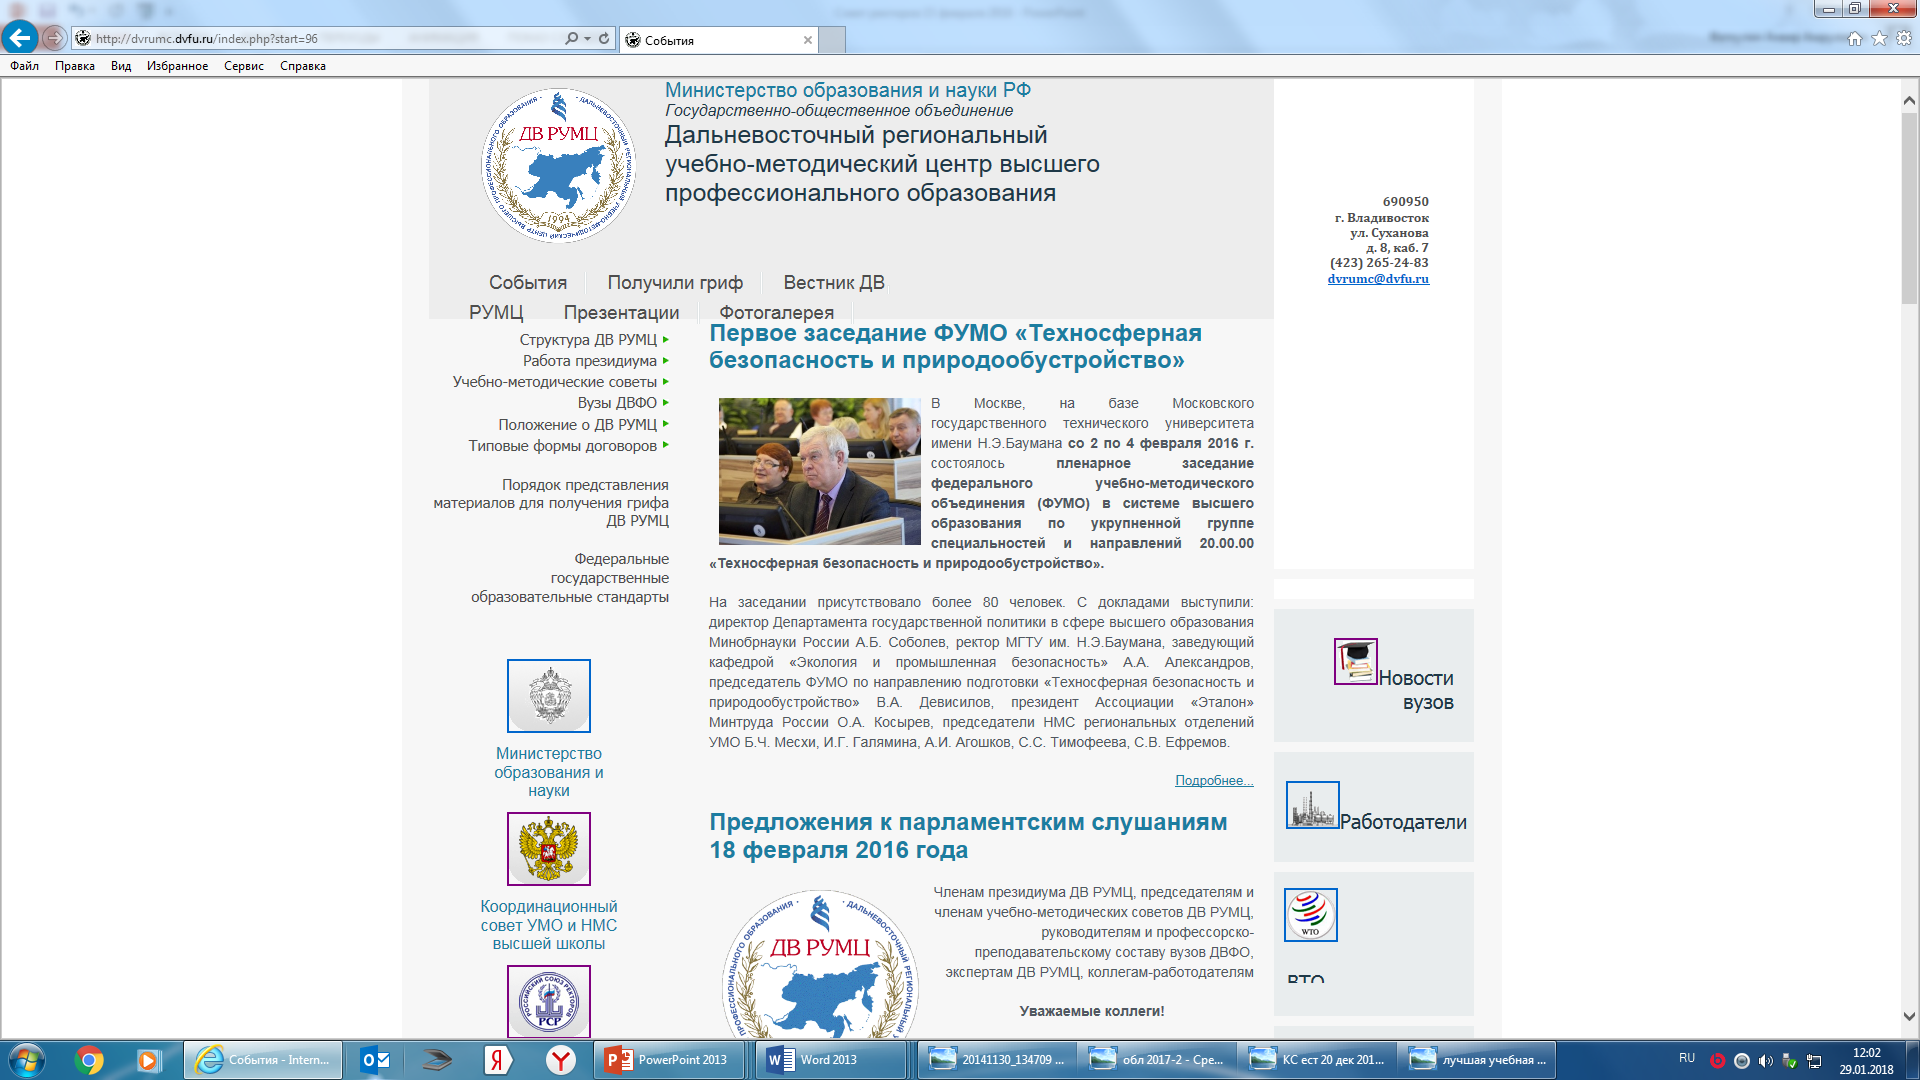 http://dvrumc.dvfu.ru/index.php?start=96
События
Файл Правка Вид Избранное Сервис Справка
ДВ РУМЦ
1994
Министерство образования и науки РФ
Государственно-общественное объединение
Дальневосточный региональный
учебно-методический центр высшего
профессионального образования
690950
г. Владивосток
ул. Суханова
д. 8, каб. 7
(423) 265-24-83
dvrumc@dvfu.ru
События Получили гриф Вестник ДВ
РУМЦ Презентации Фотогалерея
Структура ДВ РУМЦ
Работа президиума
Учебно-методические советы
Вузы ДВФО
Положение о ДВ РУМЦ
Типовые формы договоров
Порядок представления
материалов для получения грифа
ДВ РУМЦ
Федеральные
государственные
образовательные стандарты
Министерство
образования и
науки
Координационный
совет УМО и НМС
высшей школы
РОССИЙСКИЙ СОЮЗ РЕКТОРОВ
РСР
Первое заседание ФУМО «Техносферная
безопасность и природообустройство»
В Москве, на базе Московского
государственного технического университета
имени Н.Э.Баумана со 2 по 4 февраля 2016 г.
состоялось пленарное заседание
федерального учебно-методического
объединения (ФУМО) в системе высшего
образования по укрупненной группе
специальностей и направлений 20.00.00
«Техносферная безопасность и природообустройство».
На заседании присутствовало более 80 человек. С докладами выступили:
директор Департамента государственной политики в сфере высшего образования
Минобрнауки России А.Б. Соболев, ректор МГТУ им. Н.Э.Баумана, заведующий
кафедрой «Экология и промышленная безопасность» А.А. Александров,
председатель ФУМО по направлению подготовки «Техносферная безопасность и
природообустройство» В.А. Девисилов, президент Ассоциации «Эталон»
Минтруда России О.А. Косырев, председатели НМС региональных отделений
УМО Б.Ч. Месхи, И.Г. Галямина, А.И. Агошков, С.С. Тимофеева, С.В. Ефремов.
Подробнее...
Предложения к парламентским слушаниям
18 февраля 2016 года
ДВ РУМЦ
Членам президиума ДВ РУМЦ, председателям и
членам учебно-методических советов ДВ РУМЦ,
руководителям и профессорско-
преподавательскому составу вузов ДВФО,
экспертам ДВ РУМЦ, коллегам-работодателям
Уважаемые коллеги!
Новости
вузов
Работодатели
WTO
ВТО
События - Intern...
PowerPoint 2013
Word 2013
20141130_134709 ...
обл 2017-2 - Сре...
КС ест 20 дек 201...
лучшая учебная ...
RU
12:02
29.01.2018